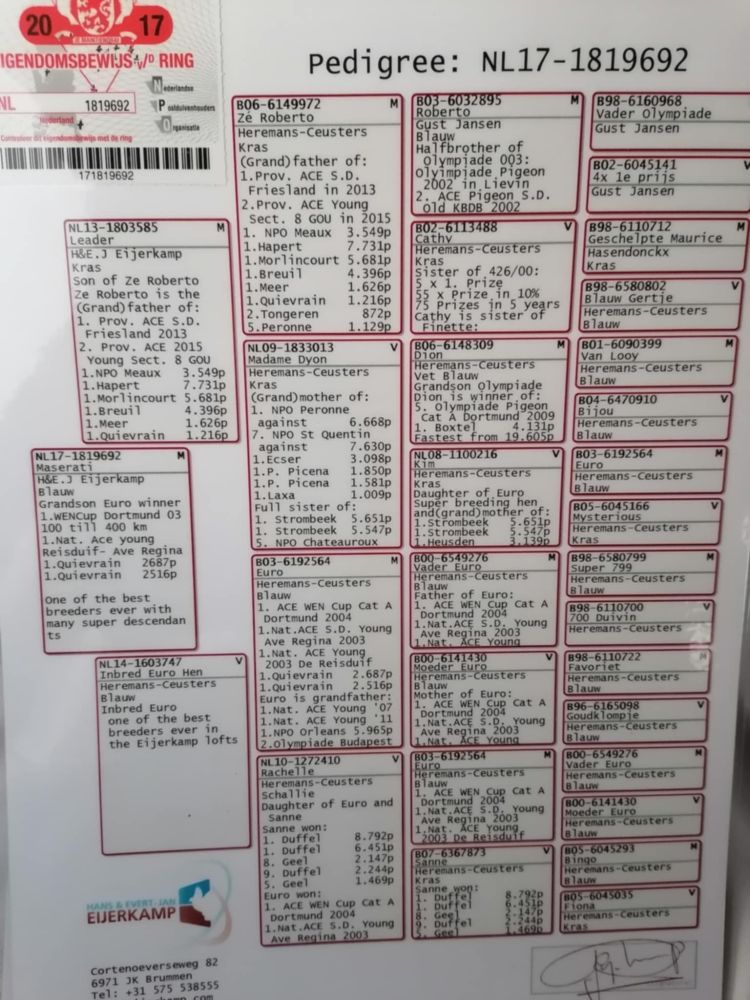 20 17
JE MAINTIENDRAI
IGENDOMSBEWIJS v/d RING
NL 1819692
Nederland
Nederlandse
Postduivenhouders
Organisatie
Controleer dit eigendomsbewijs met de ring
171819692
Pedigree: NL17-1819692
NL17-1819692 M
Maserati
H&E.J Eijerkamp
Blauw
Grandson Euro winner
1.WENCup Dortmund 03
100 till 400 km
1.Nat. Ace young
Reisduif- Ave Regina
1.Quievrain 2687p
1.Quievrain 2516p
One of the best
breeders ever with
many super descendan
ts
NL13-1803585 M
Leader
H&E.J Eijerkamp
Kras
Son of Ze Roberto
Ze Roberto is the
(Grand)father of:
1. Prov. ACE S.D.
Friesland 2013
2. Prov. ACE 2015
Young Sect. 8 GOU
1.NPO Meaux 3.549p
1.Hapert 7.731p
1.Morlincourt 5.681p
1.Breuil 4.396p
1.Meer 1.626p
1.Quievrain 1.216p
NL14-1603747 V
Inbred Euro Hen
Heremans-Ceusters
Blauw
Inbred Euro
one of the best
breeders ever in
the Eijerkamp lofts
B06-6149972 M
Zé Roberto
Heremans-Ceusters
Kras
(Grand)father of:
1.Prov. ACE S.D.
Friesland in 2013
2.Prov. ACE Young
Sect. 8 GOU in 2015
1. NPO Meaux 3.549p
1.Hapert 7.731p
1.Morlincourt 5.681p
1.Breuil 4.396p
1.Meer 1.626p
1.Quievrain 1.216p
2.Tongeren 872p
5.Peronne 1.129p
NL09-1833013 V
Madame Dyon
Heremans-Ceusters
Kras
(Grand)mother of:
1. NPO Peronne
against 6.668p
7. NPO St Quentin
against 7.630p
1.Ecser 3.098p
1.P. Picena 1.850p
1.P. Picena 1.581p
1.Laxa 1.009p
Full sister of:
1. Strombeek 5.651p
1. Strombeek 5.547p
5. NPO Chateauroux
B03-6192564 M
Euro
Heremans-Ceusters
Blauw
1. ACE WEN Cup Cat A
Dortmund 2004
1.Nat.ACE S.D. Young
Ave Regina 2003
1.Nat. ACE Young
2003 De Reisduif
1.Quievrain 2.687p
1.Quievrain 2.516p
Euro is grandfather:
1.Nat. ACE Young '07
1.Nat. ACE Young '11
1.NPO Orleans 5.965p
2.Olympiade Budapest
NL10-1272410 V
Rachelle
Heremans-Ceusters
Schallie
Daughter of Euro and
Sanne
Sanne won:
1. Duffel 8.792p
1. Duffel 6.451p
8. Geel 2.147p
9. Duffel 2.244p
5. Geel 1.469p
Euro won:
1. ACE WEN Cup Cat A
Dortmund 2004
1.Nat.ACE S.D. Young
Ave Regina 2003
B03-6032895 M
Roberto
Gust Jansen
Blauw
Halfbrother of
Olympiade 003:
Olyimpiade Pigeon
2002 in Lievin
2. ACE Pigeon S.D.
Old KBDB 2002
B02-6113488 V
Cathy
Heremans-Ceusters
Kras
Sister of 426/00:
5 x 1. Prize
55 x Prize in 10%
75 Prizes in 5 years
Cathy is sister of
Finette:
B06-6148309 M
Dion
Heremans-Ceusters
Vet Blauw
Grandson Olympiade
Dion is winner of:
5. Olympiade Pigeon
Cat A Dortmund 2009
1. Boxtel 4.131p
Fastest from 19.605p
NL08-1100216 V
Kim
Heremans-Ceusters
Kras
Daughter of Euro
Super breeding hen
and(grand)mother of:
1.Strombeek 5.651p
1.Strombeek 5.547p
1.Heusden 3.139p
B00-6549276 M
Vader Euro
Heremans-Ceusters
Blauw
Father of Euro:
1. ACE WEN Cup Cat A
Dortmund 2004
1.Nat.ACE S.D. Young
Ave Regina 2003
1.Nat. ACE Young
B00-6141430 V
Moeder Euro
Heremans-Ceusters
Blauw
Mother of Euro:
1. ACE WEN Cup Cat A
Dortmund 2004
1.Nat.ACE S.D. Young
Ave Regina 2003
1.Nat. ACE Young
B03-6192564 M
Euro
Heremans-Ceusters
Blauw
1. ACE WEN Cup Cat A
Dortmund 2004
1.Nat.ACE S.D. Young
Ave Regina 2003
1.Nat. ACE Young
2003 De Reisduif
B07-6367873 V
Sanne
Heremans-Ceusters
Kras
Sanne won:
1. Duffel 8.792p
1. Duffel 6.451p
8. Geel 2.147p
9. Duffel 2.244p
5. Geel 1.469p
B98-6160968 M
Vader Olympiade
Gust Jansen
B02-6045141 V
4x 1e prijs
Gust Jansen
B98-6110712 M
Geschelpte Maurice
Hasendonckx
Kras
B98-6580802 V
Blauw Gertje
Heremans-Ceusters
Blauw
B01-6090399 M
Van Looy
Heremans-Ceusters
Blauw
B04-6470910 V
Bijou
Heremans-Ceusters
Blauw
B03-6192564 M
Euro
Heremans-Ceusters
Blauw
B05-6045166 V
Mysterious
Heremans-Ceusters
Kras
B98-6580799 M
Super 799
Heremans-Ceusters
Blauw
B98-6110700 V
700 Duivin
Heremans-Ceusters
B98-6110722 M
Favoriet
Heremans-Ceusters
Blauw
B96-6165098 V
Goudklompje
Heremans-Ceusters
Blauw
B00-6549276 M
Vader Euro
Heremans-Ceusters
Blauw
B00-6141430 V
Moeder Euro
Heremans-Ceusters
Blauw
B05-6045293 M
Bingo
Heremans-Ceusters
Blauw
B05-6045035 V
Fiona
Heremans-Ceusters
Kras
HANS & EVERT-JAN
EIJERKAMP
Cortenoeverseweg 82
6971 JK Brummen
Tel: +31 575 538555